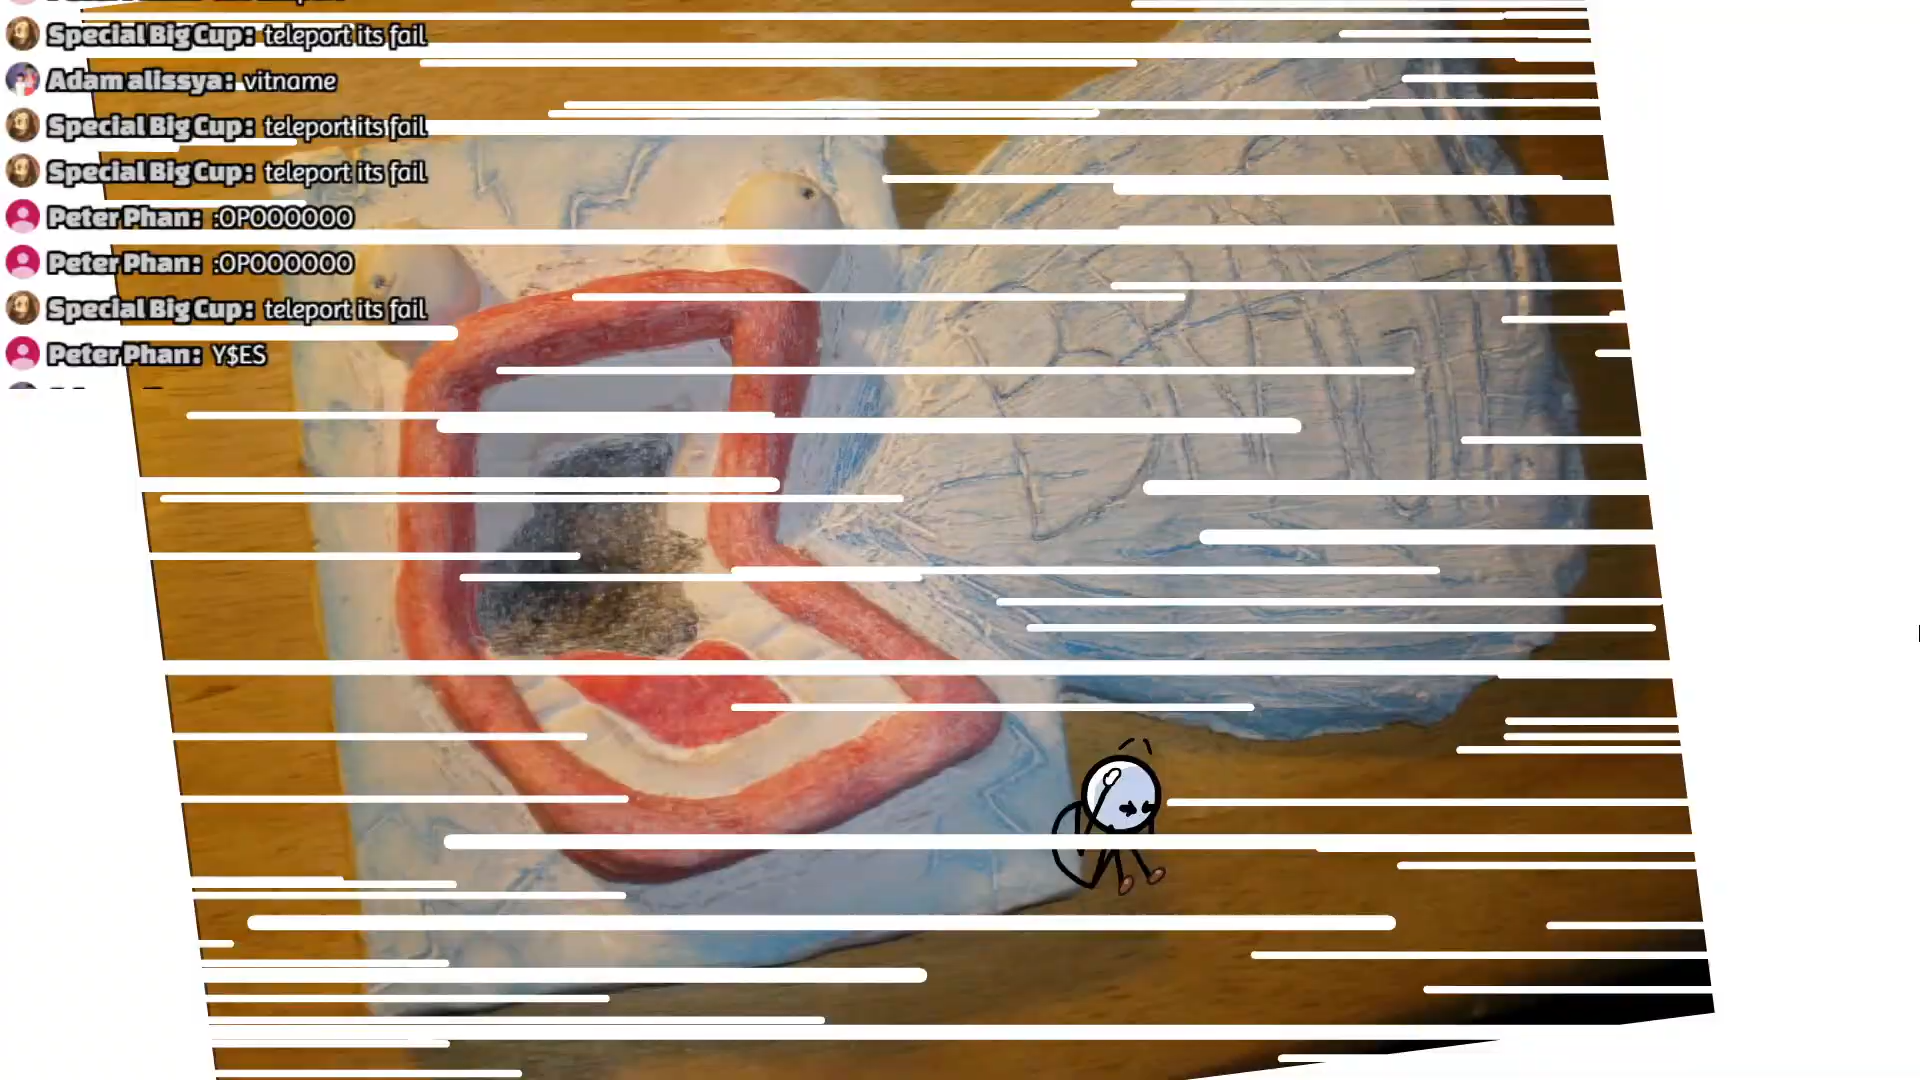 Special Big Cup: teleport its fail
Adam alissya: vitname
Special Big Cup: teleport its fail
Special Big Cup: teleport its fail
Peter Phan: :OPOOOOOO
Peter Phan: :OPOOOOOO
Special Big Cup: teleport its fail
Peter Phan: Y$ES